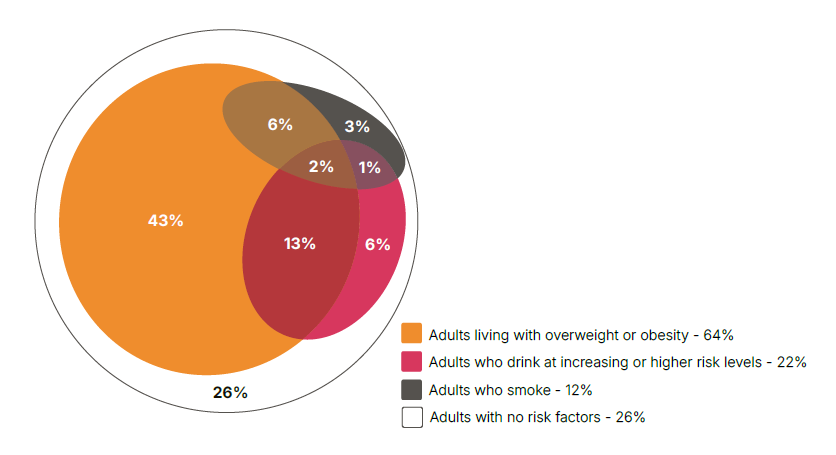 6%
3%
2%
1%
43%
13%
6%
26%
Adults living with overweight or obesity - 64%
Adults who drink at increasing or higher risk levels - 22%
Adults who smoke - 12%
Adults with no risk factors - 26%